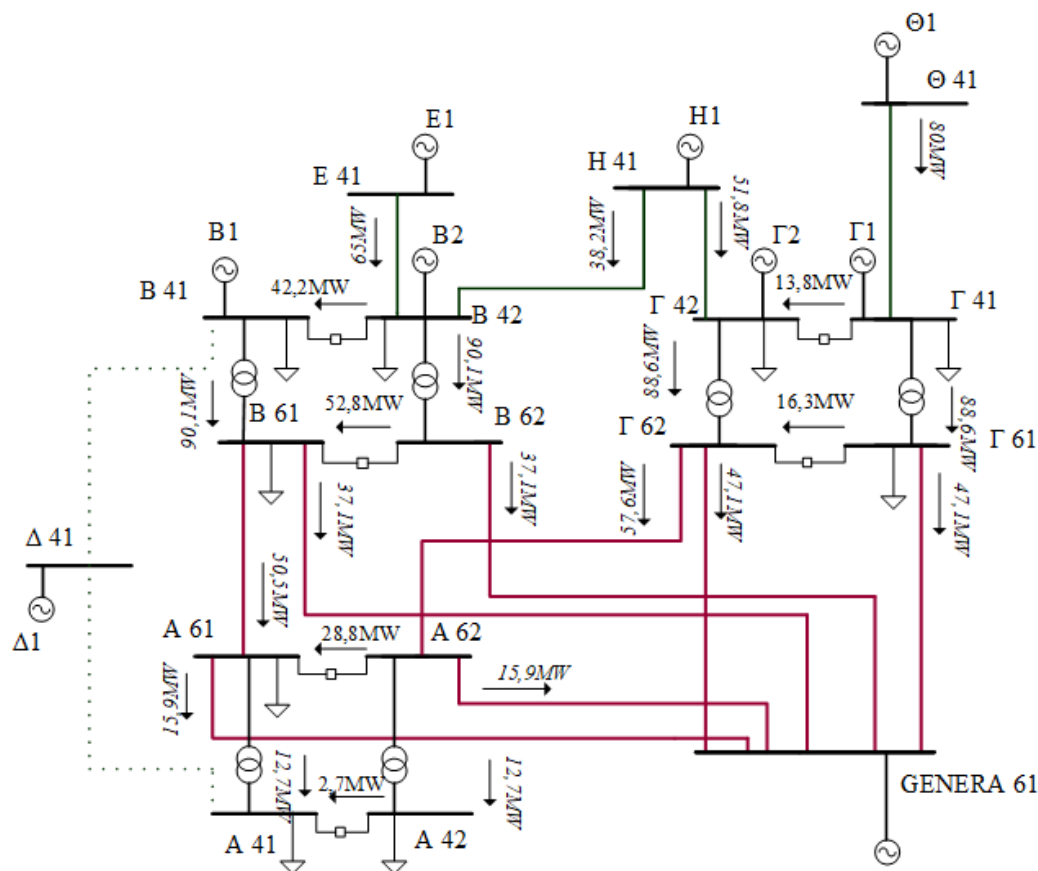 Θ1
Θ 41
80MW
E1
E 41
65MW
H1
H 41
51,8MW
38,2MW
B1
B2
B 41
42,2MW
B 42
Γ2
Γ1
13,8MW
Γ 42
Γ 41
90,1MW
90,1MW
88,6MW
88,6MW
B 61
52,8MW
B 62
Γ 62
16,3MW
Γ 61
37,1MW
37,1MW
57,6MW
47,1MW
47,1MW
Δ 41
Δ1
50,5MW
A 61
28,8MW
A 62
15,9MW
15,9MW
12,7MW
2,7MW
12,7MW
A 41
A 42
GENERA 61